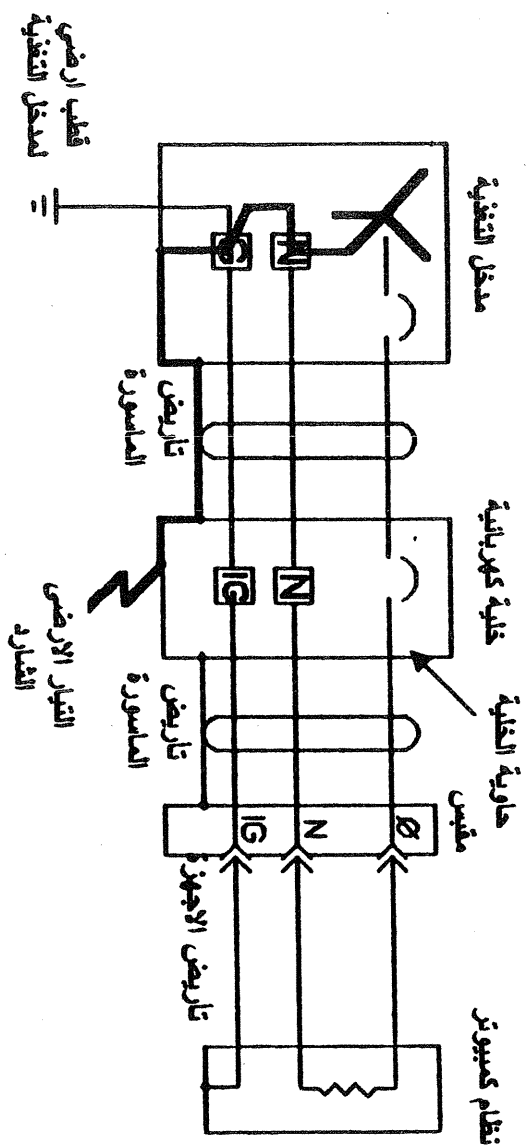 مدخل التغذية
خلية كهربائية
حاوية الخلية
مقبس
نظام كمبيوتر
Ø
N
N
N
G
IG
IG
تاريض
الماسورة
تاريض
الماسورة
تاريض الاجهزة
قطب ارضي
لمدخل التغذية
التيار الارضي
الشارد